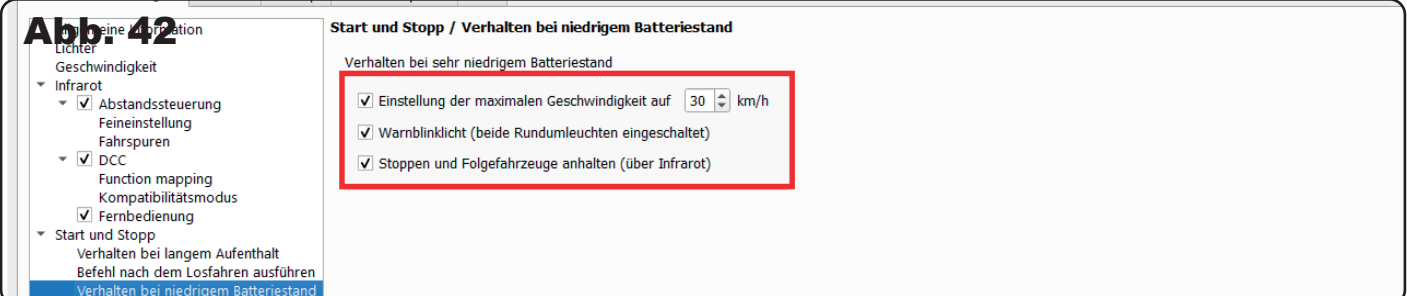 Abb. 42
Allgemeine Information
Lichter
Geschwindigkeit
Infrarot
Abstandssteuerung
Feineinstellung
Fahrspuren
DCC
Function mapping
Kompatibilitätsmodus
Fernbedienung
Start und Stopp
Verhalten bei langem Aufenthalt
Befehl nach dem Losfahren ausführen
Verhalten bei niedrigem Batteriestand
Start und Stopp / Verhalten bei niedrigem Batteriestand
Verhalten bei sehr niedrigem Batteriestand
Einstellung der maximalen Geschwindigkeit auf 30 km/h
Warnblinklicht (beide Rundumleuchten eingeschaltet)
Stoppen und Folgefahrzeuge anhalten (über Infrarot)